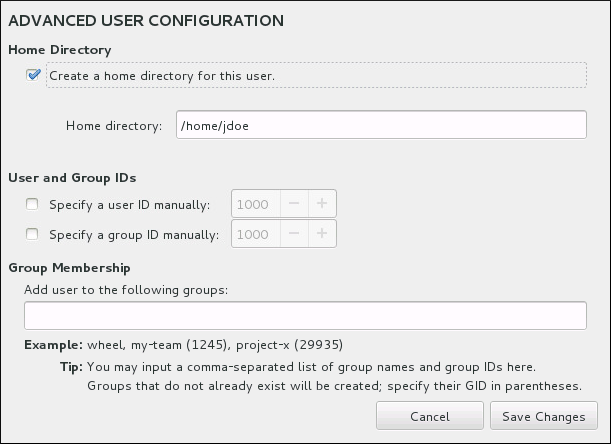 ADVANCED USER CONFIGURATION
Home Directory
Create a home directory for this user.
Home directory: /home/jdoe
User and Group IDs
Specify a user ID manually: 1000 − +
Specify a group ID manually: 1000 − +
Group Membership
Add user to the following groups:
Example: wheel, my-team (1245), project-x (29935)
Tip: You may input a comma-separated list of group names and group IDs here.
Groups that do not already exist will be created; specify their GID in parentheses.
Cancel Save Changes